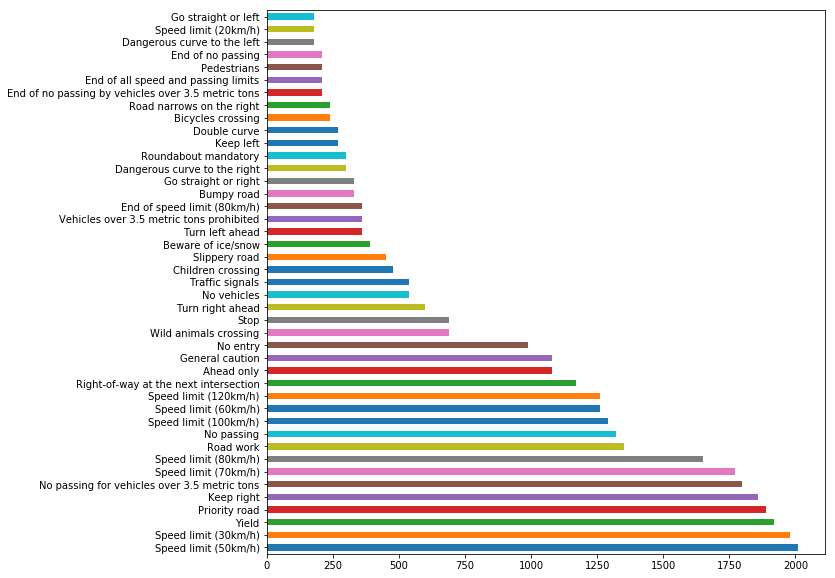 Go straight or left
Speed limit (20km/h)
Dangerous curve to the left
End of no passing
Pedestrians
End of all speed and passing limits
End of no passing by vehicles over 3.5 metric tons
Road narrows on the right
Bicycles crossing
Double curve
Keep left
Roundabout mandatory
Dangerous curve to the right
Go straight or right
Bumpy road
End of speed limit (80km/h)
Vehicles over 3.5 metric tons prohibited
Turn left ahead
Beware of ice/snow
Slippery road
Children crossing
Traffic signals
No vehicles
Turn right ahead
Stop
Wild animals crossing
No entry
General caution
Ahead only
Right-of-way at the next intersection
Speed limit (120km/h)
Speed limit (60km/h)
Speed limit (100km/h)
No passing
Road work
Speed limit (80km/h)
Speed limit (70km/h)
No passing for vehicles over 3.5 metric tons
Keep right
Priority road
Yield
Speed limit (30km/h)
Speed limit (50km/h)
0 250 500 750 1000 1250 1500 1750 2000